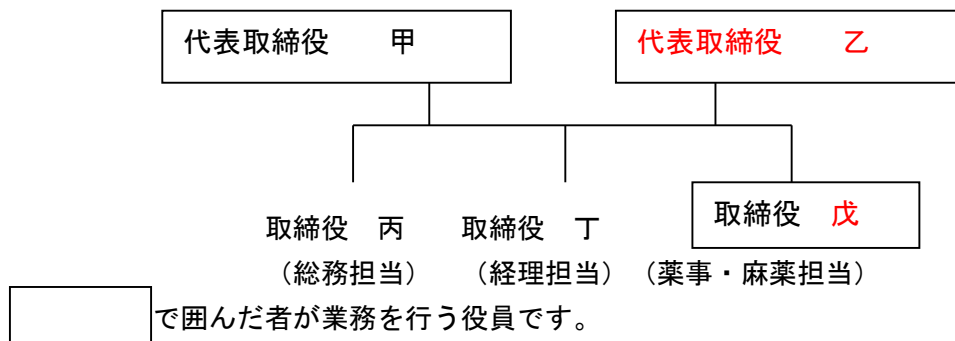 代表取締役　　甲
代表取締役　　乙
取締役　丙
取締役　丁
取締役　戊
（総務担当）
（経理担当）
（薬事・麻薬担当）
で囲んだ者が業務を行う役員です。